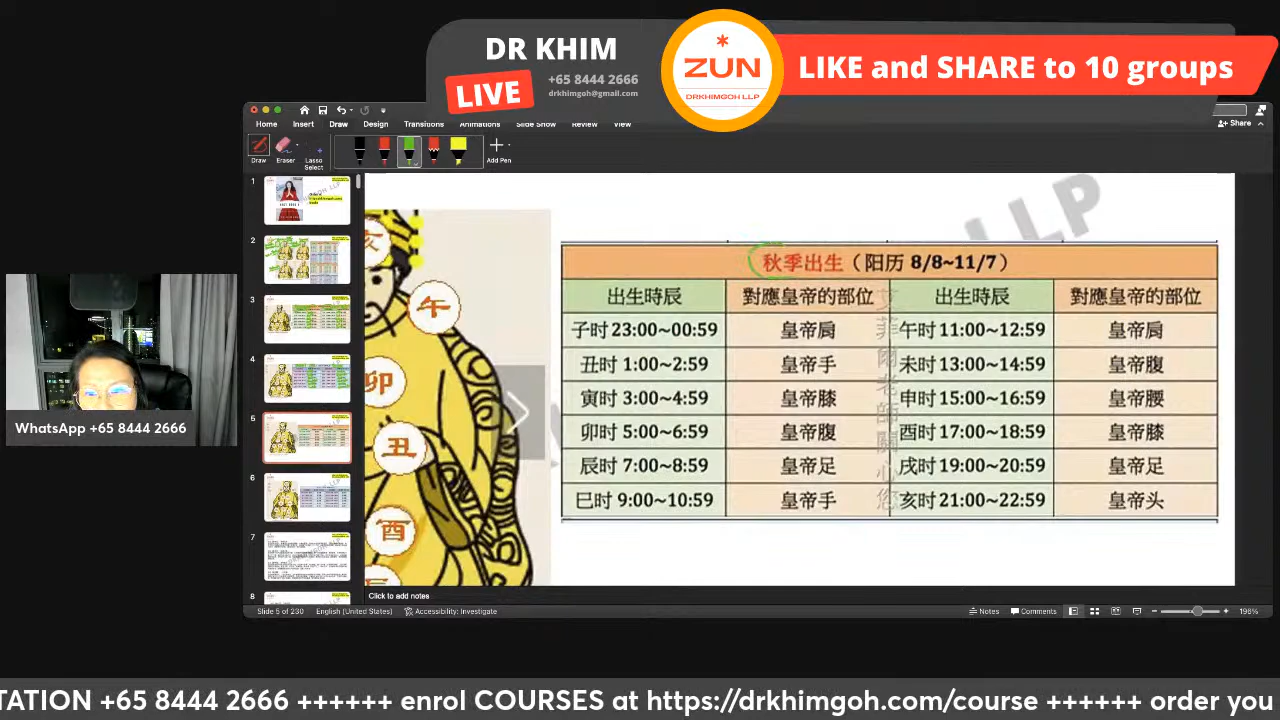 DR KHIM
LIVE
+65 8444 2666
drkhimgoh@gmail.com
*
ZUN
DRKHIMGOH LLP
LIKE and SHARE to 10 groups
Home Insert Draw Design Transitions Animations Slide Show Review View
Share
Draw Eraser Lasso Select Add Pen
1
2
3
4
5
6
7
8
LLP
亥
午
卯
丑
酉
辰
秋季出生（阳历 8/8~11/7）
出生時辰 對應皇帝的部位 出生時辰 對應皇帝的部位
子时 23:00~00:59 皇帝肩 午时 11:00~12:59 皇帝肩
丑时 1:00~2:59 皇帝手 未时 13:00~14:59 皇帝腹
寅时 3:00~4:59 皇帝膝 申时 15:00~16:59 皇帝腰
卯时 5:00~6:59 皇帝腹 酉时 17:00~18:59 皇帝膝
辰时 7:00~8:59 皇帝足 戌时 19:00~20:59 皇帝足
巳时 9:00~10:59 皇帝手 亥时 21:00~22:59 皇帝头
WhatsApp +65 8444 2666
Click to add notes
Slide 5 of 230 English (United States) Accessibility: Investigate Notes Comments 196%
TATION +65 8444 2666 ++++++ enrol COURSES at https://drkhimgoh.com/course ++++++ order you